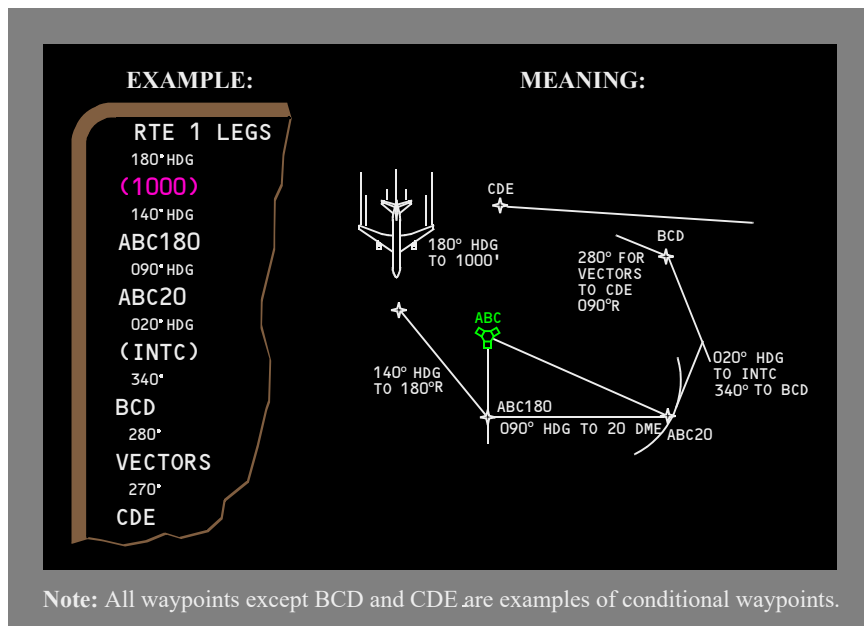 EXAMPLE:
RTE 1 LEGS
180°HDG
(1000)
140°HDG
ABC180
090°HDG
ABC20
020°HDG
(INTC)
340°
BCD
280°
VECTORS
270°
CDE
MEANING:
CDE
180° HDG
TO 1000'
BCD
280° FOR
VECTORS
TO CDE
090°R
ABC
140° HDG
TO 180°R
020° HDG
TO INTC
340° TO BCD
ABC180
090° HDG TO 20 DME
ABC20
Note: All waypoints except BCD and CDE are examples of conditional waypoints.